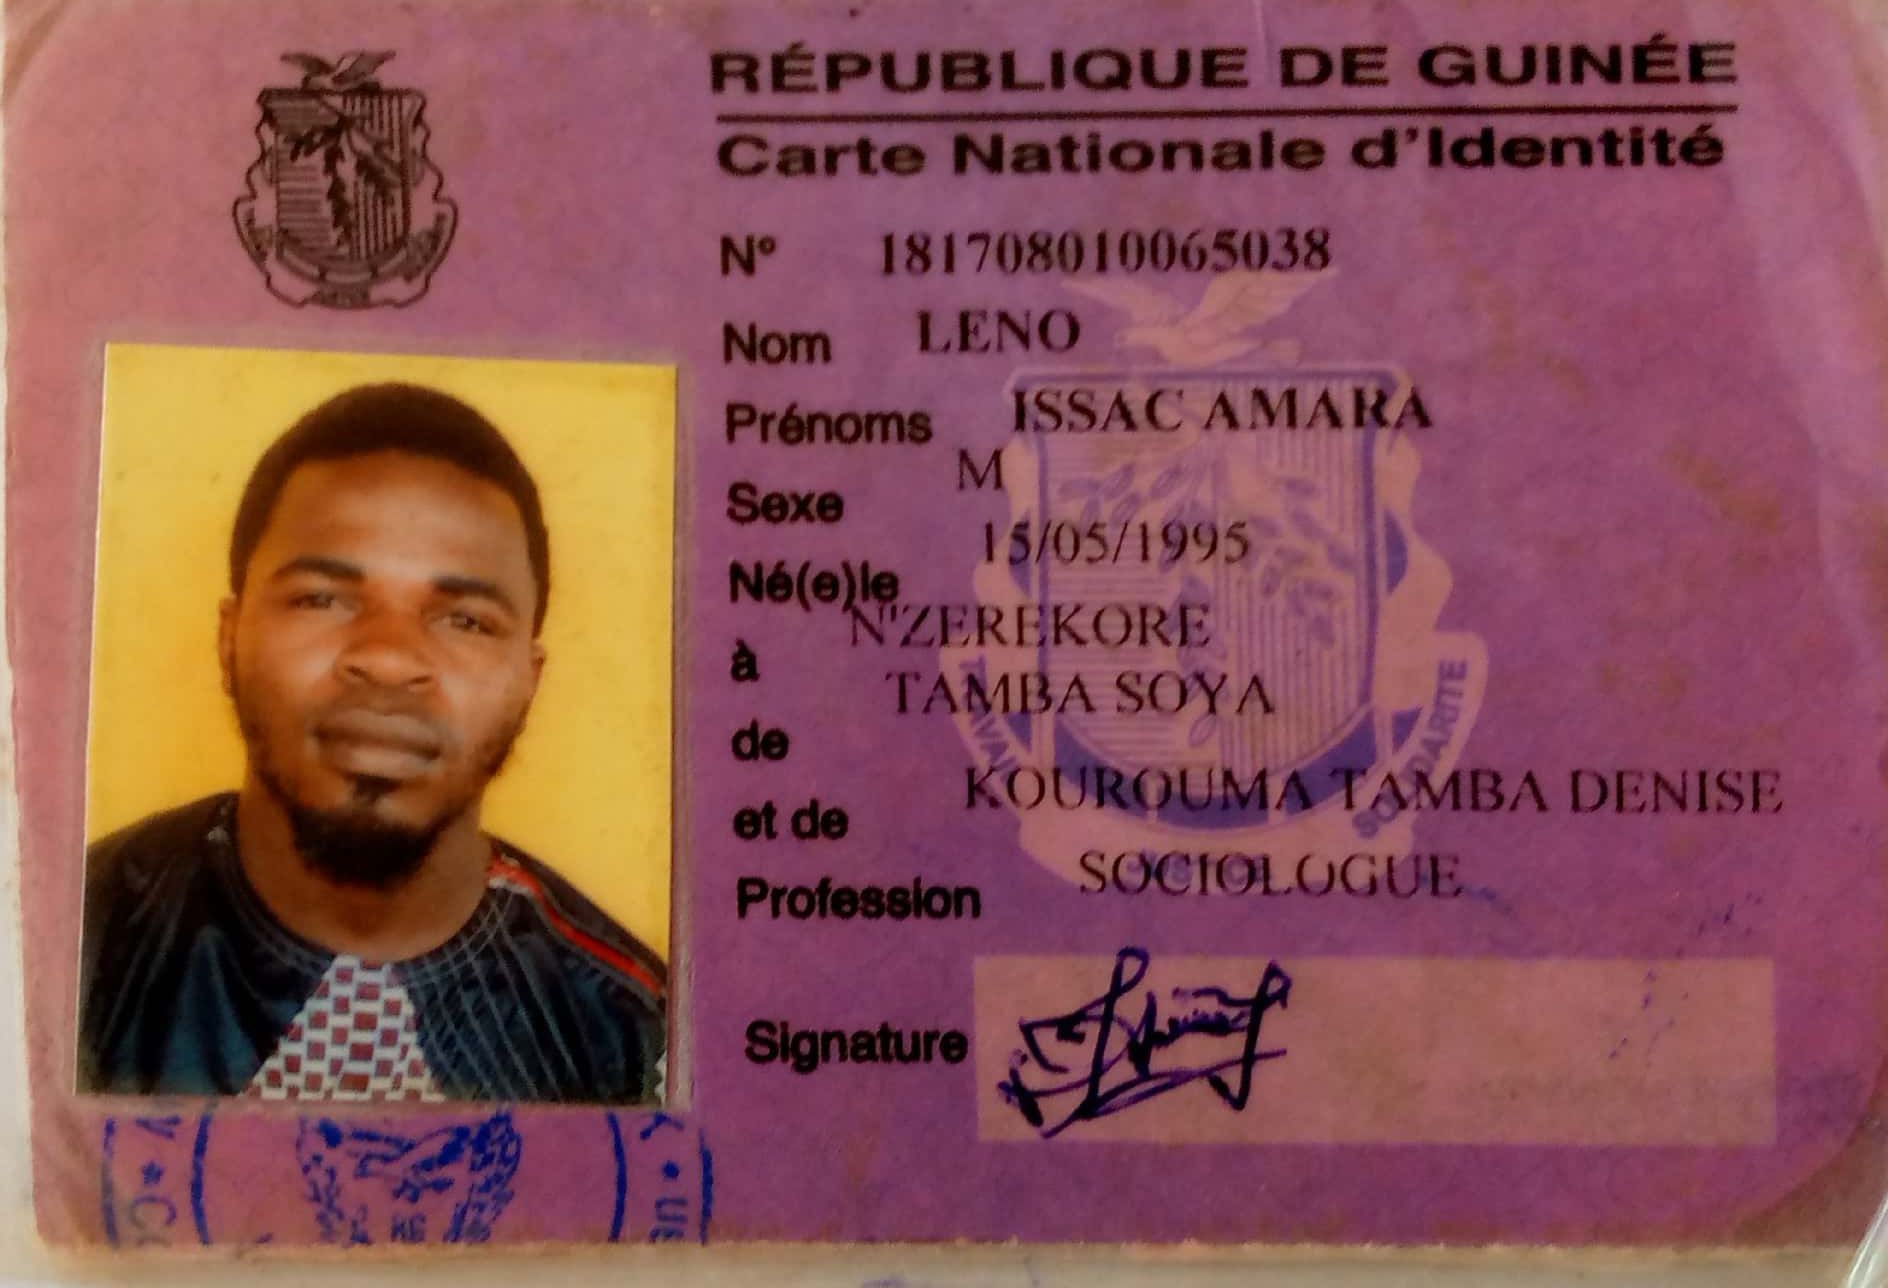 RÉPUBLIQUE DE GUINÉE
Carte Nationale d'Identité
N° 181708010065038
Nom LENO
Prénoms ISSAC AMARA
Sexe M
Né(e)le 15/05/1995
à N'ZEREKORE
de TAMBA SOYA
et de KOUROUMA TAMBA DENISE
Profession SOCIOLOGUE
Signature
SOLIDARITE